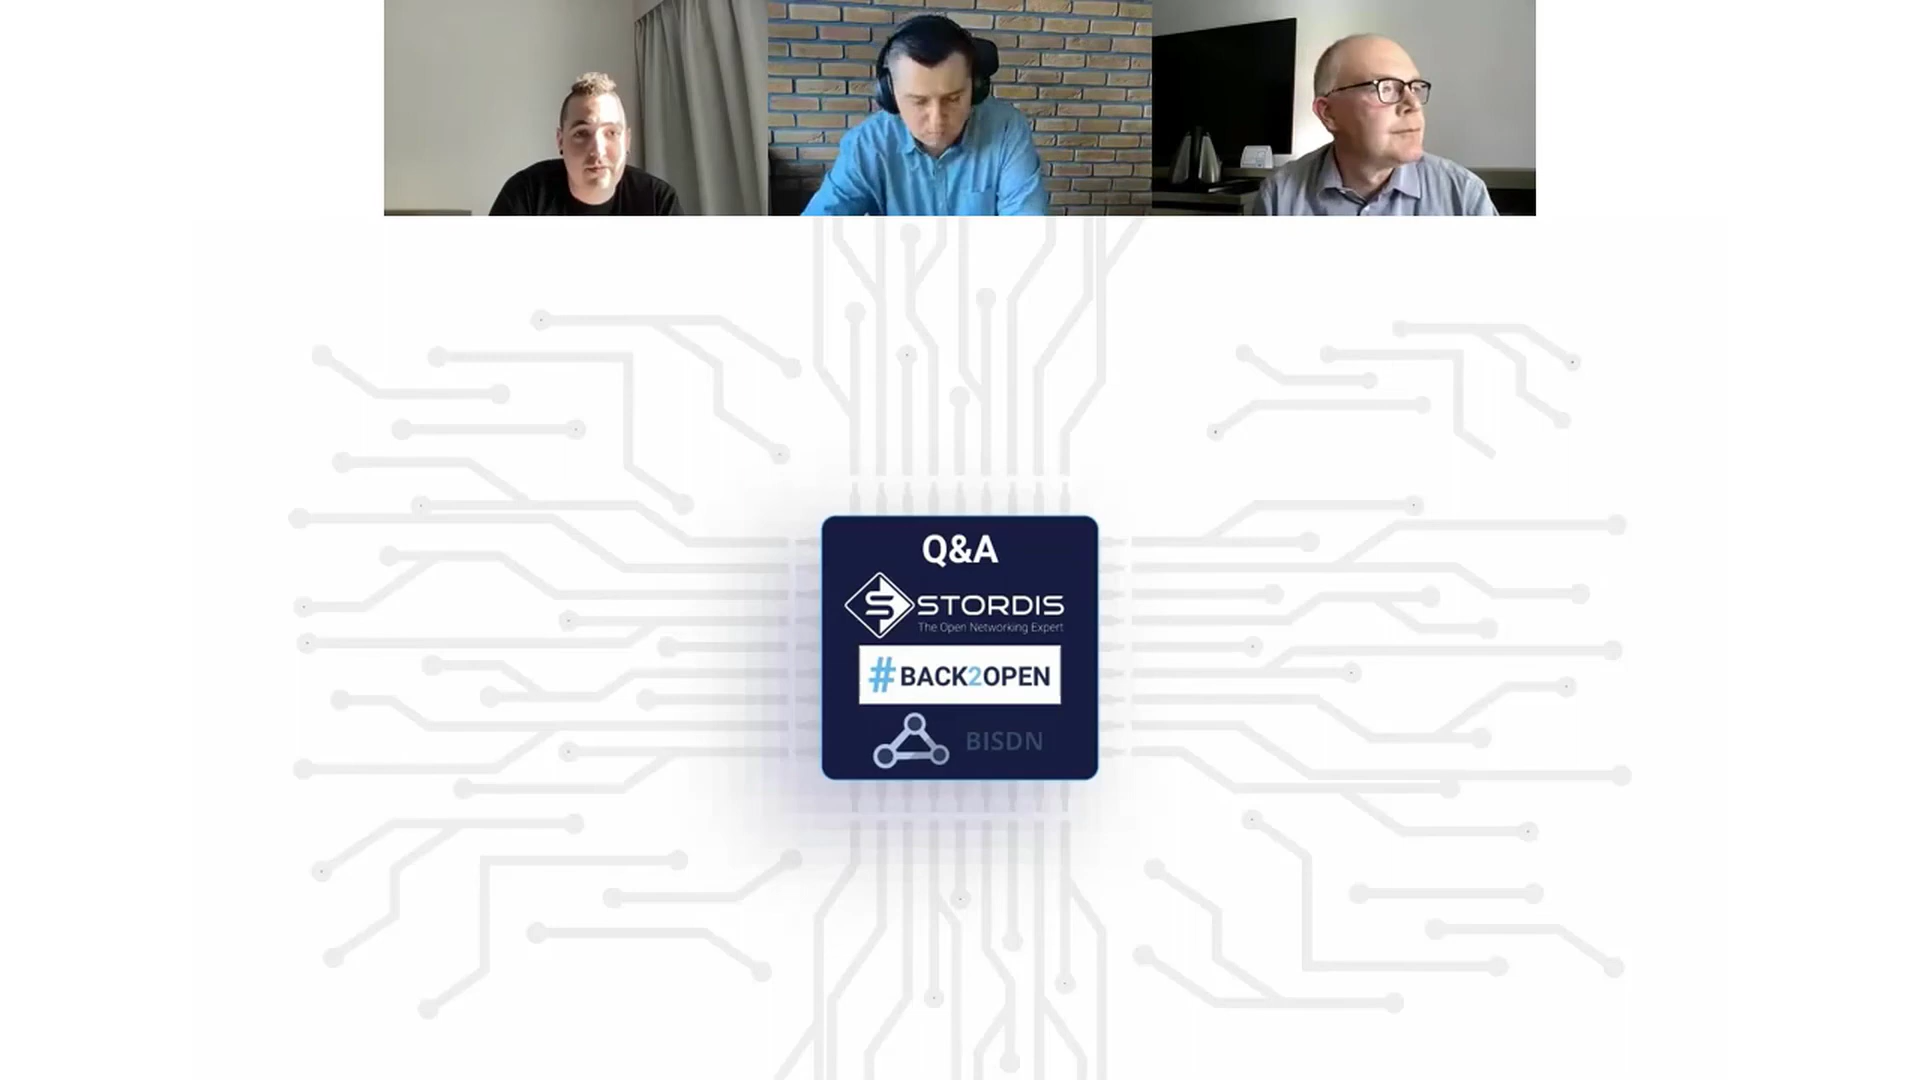 Q&A
STORDIS
The Open Networking Expert
#BACK2OPEN
BISDN